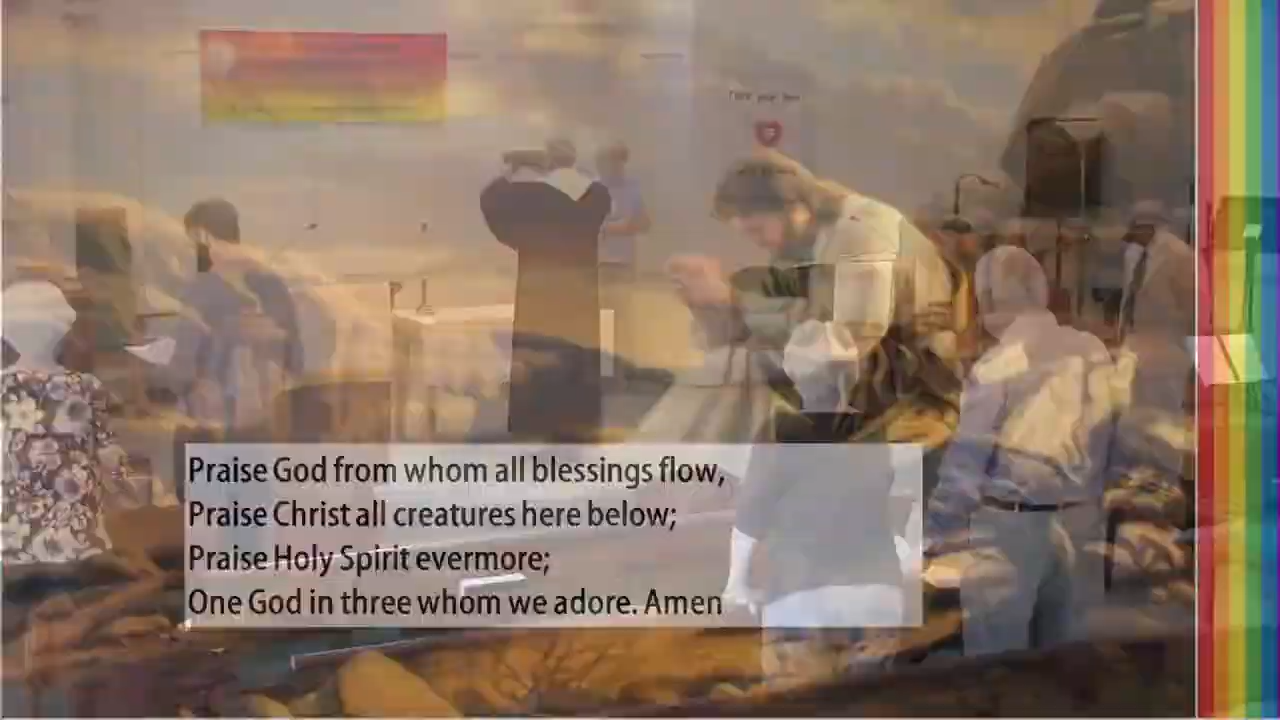 Praise God from whom all blessings flow,
Praise Christ all creatures here below;
Praise Holy Spirit evermore;
One God in three whom we adore. Amen